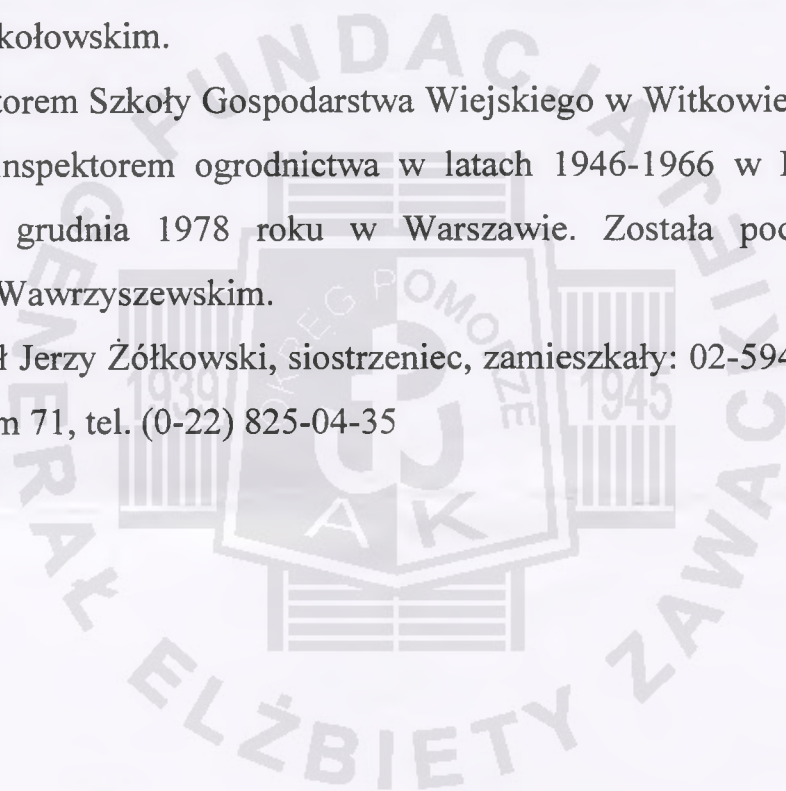 kołowskim.
torem Szkoły Gospodarstwa Wiejskiego w Witkowie
inspektorem ogrodnictwa w latach 1946-1966 w
grudnia 1978 roku w Warszawie. Została poc
Wawrzyszewskim.
ł Jerzy Żółkowski, siostrzeniec, zamieszkały: 02-594
m 71, tel. (0-22) 825-04-35
FUNDACJA JEJ GENERAŁ ELŻBIETY ZAWACKIEJ
OKRĘG POMORZE
1939
1945
AK